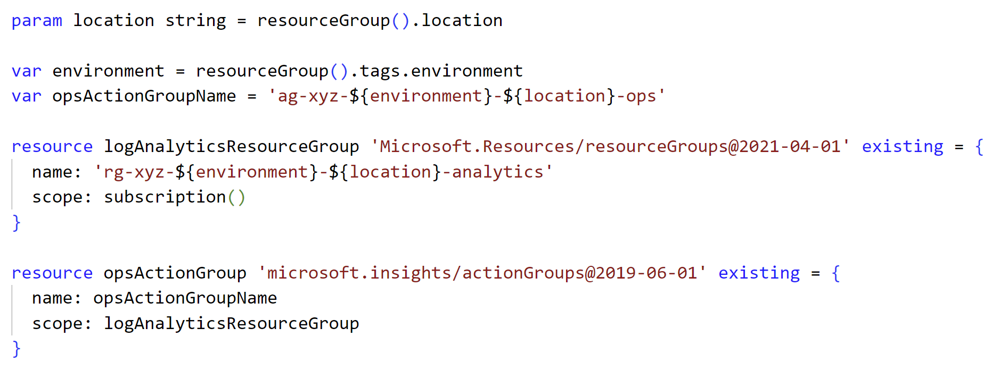 param location string = resourceGroup().location
var environment = resourceGroup().tags.environment
var opsActionGroupName = 'ag-xyz-${environment}-${location}-ops'
resource logAnalyticsResourceGroup 'Microsoft.Resources/resourceGroups@2021-04-01' existing = {
  name: 'rg-xyz-${environment}-${location}-analytics'
  scope: subscription()
}
resource opsActionGroup 'microsoft.insights/actionGroups@2019-06-01' existing = {
  name: opsActionGroupName
  scope: logAnalyticsResourceGroup
}